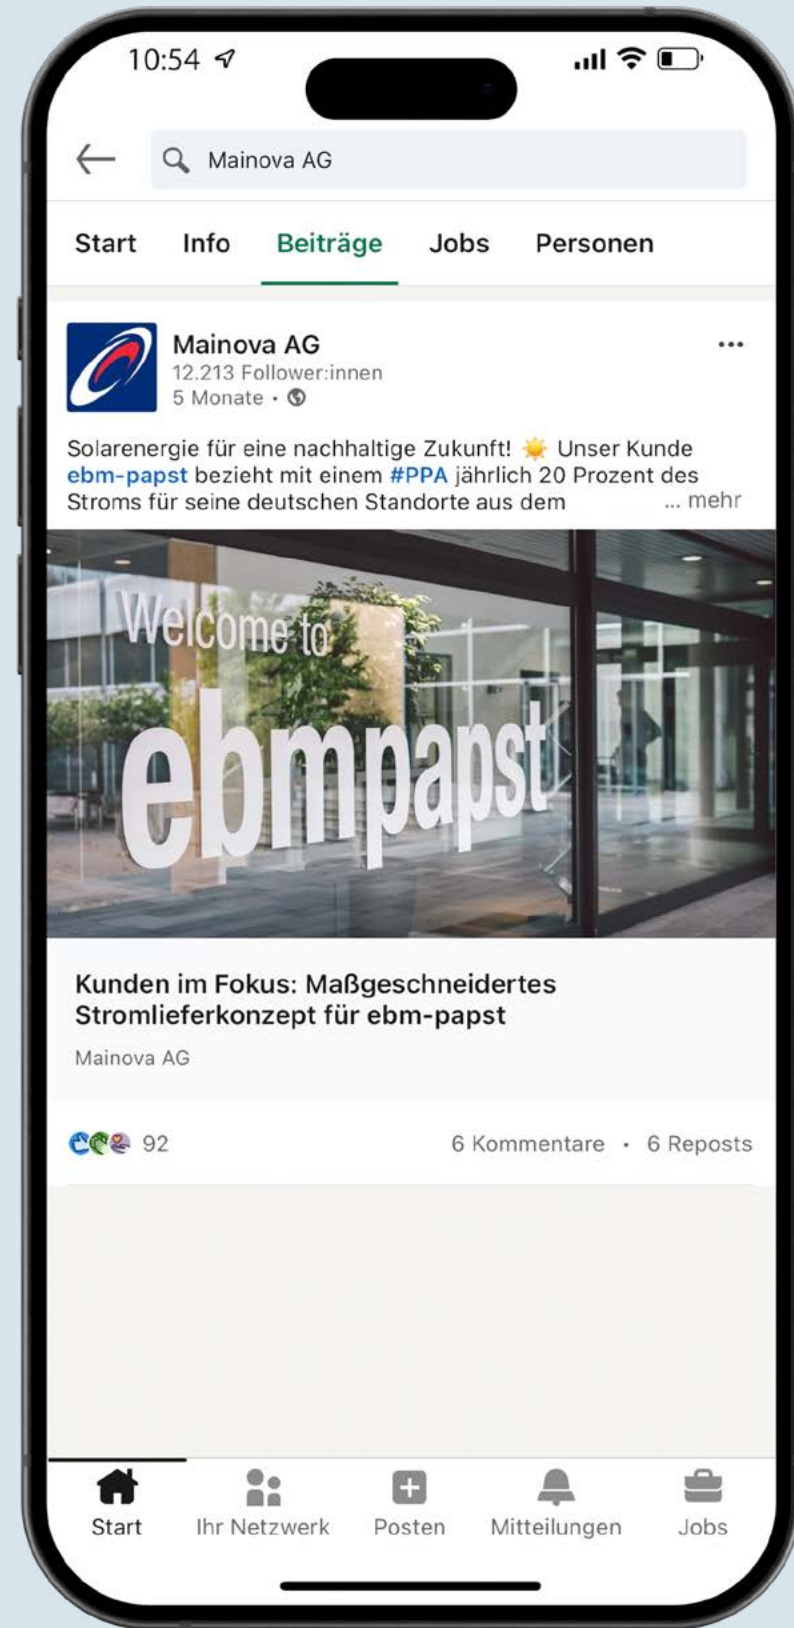 10:54
Mainova AG
Start Info Beiträge Jobs Personen
Mainova AG
12.213 Follower:innen
5 Monate •
Solarenergie für eine nachhaltige Zukunft! ☀️ Unser Kunde
ebm-papst bezieht mit einem #PPA jährlich 20 Prozent des
Stroms für seine deutschen Standorte aus dem ... mehr
Welcome to
ebmpapst
Kunden im Fokus: Maßgeschneidertes
Stromlieferkonzept für ebm-papst
Mainova AG
92 6 Kommentare • 6 Reposts
Start Ihr Netzwerk Posten Mitteilungen Jobs